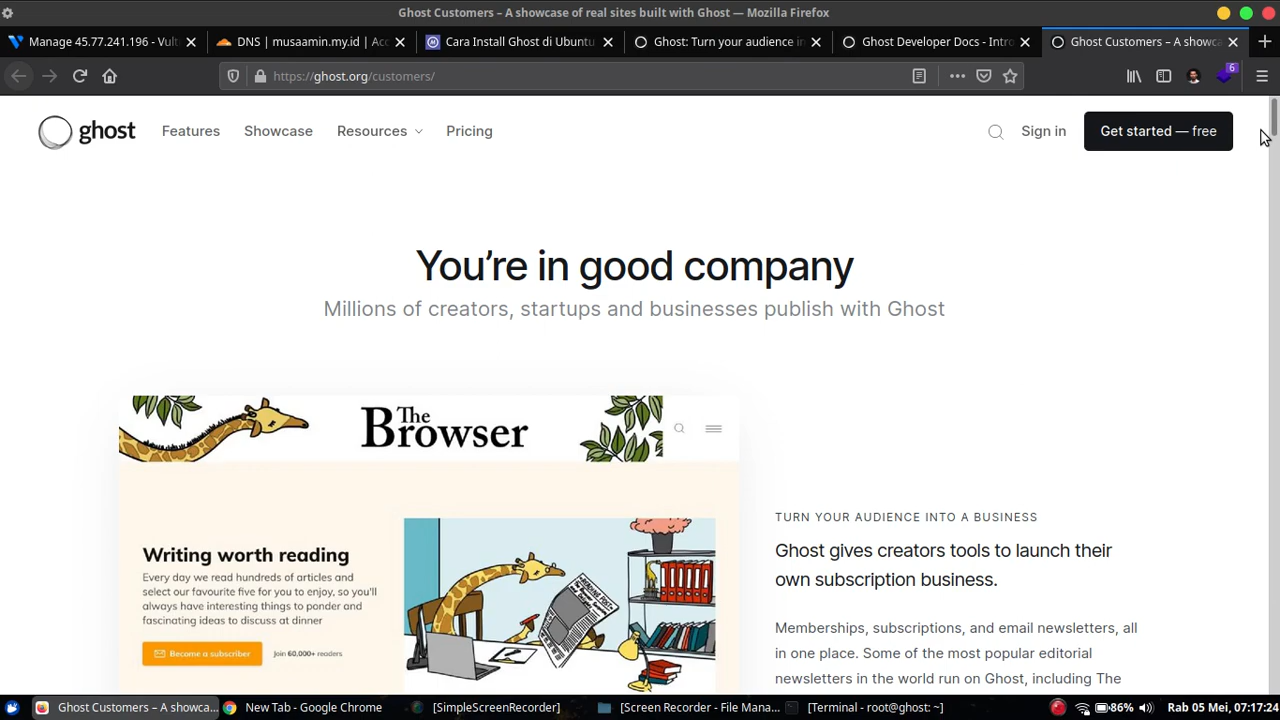 Ghost Customers – A showcase of real sites built with Ghost — Mozilla Firefox
Manage 45.77.241.196 - Vult
DNS | musaamin.my.id | Acc
Cara Install Ghost di Ubuntu
Ghost: Turn your audience in
Ghost Developer Docs - Intro
Ghost Customers – A showca
https://ghost.org/customers/
6
ghost
Features
Showcase
Resources
Pricing
Sign in
Get started — free
You're in good company
Millions of creators, startups and businesses publish with Ghost
The
Browser
Writing worth reading
Every day we read hundreds of articles and
select our favourite five for you to enjoy, so you'll
always have interesting things to ponder and
fascinating ideas to discuss at dinner
Become a subscriber
Join 60,000+ readers
TURN YOUR AUDIENCE INTO A BUSINESS
Ghost gives creators tools to launch their
own subscription business.
Memberships, subscriptions, and email newsletters, all
in one place. Some of the most popular editorial
newsletters in the world run on Ghost, including The
Ghost Customers – A showca...
New Tab - Google Chrome
[SimpleScreenRecorder]
[Screen Recorder - File Mana...
[Terminal - root@ghost: ~]
86%
Rab 05 Mei, 07:17:24